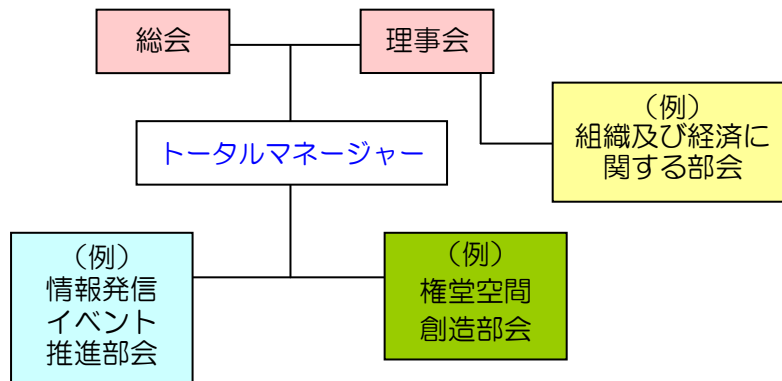 総会
理事会
トータルマネージャー
（例）
組織及び経済に
関する部会
（例）
情報発信
イベント
推進部会
（例）
権堂空間
創造部会